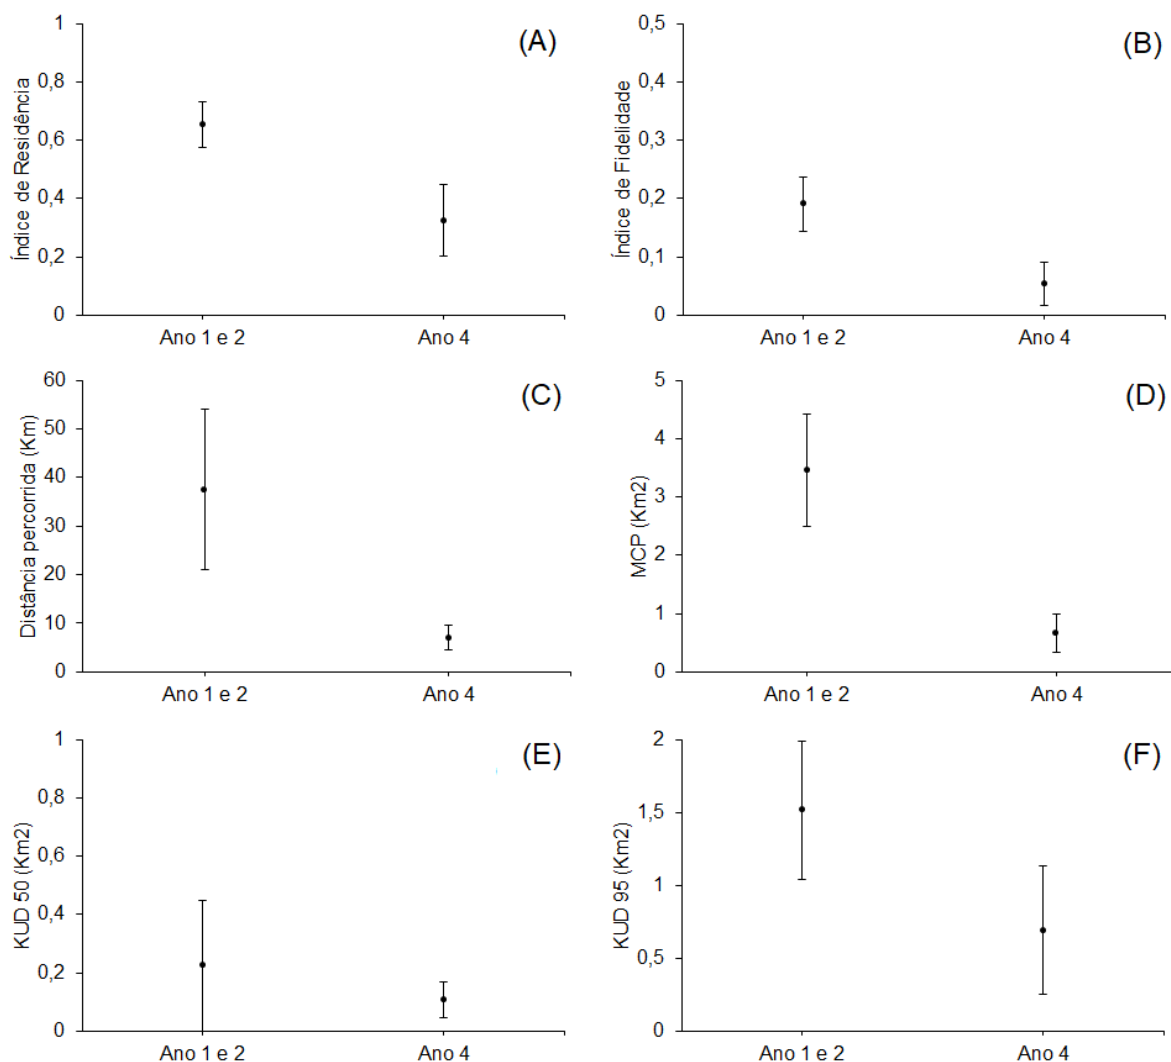 (A)
Índice de Residência
1
0,8
0,6
0,4
0,2
0
Ano 1 e 2
Ano 4
(B)
Índice de Fidelidade
0,5
0,4
0,3
0,2
0,1
0
Ano 1 e 2
Ano 4
(C)
Distância percorrida (Km)
60
50
40
30
20
10
0
Ano 1 e 2
Ano 4
(D)
MCP (Km2)
5
4
3
2
1
0
Ano 1 e 2
Ano 4
(E)
KUD 50 (Km2)
1
0,8
0,6
0,4
0,2
0
Ano 1 e 2
Ano 4
(F)
KUD 95 (Km2)
2
1,5
1
0,5
0
Ano 1 e 2
Ano 4